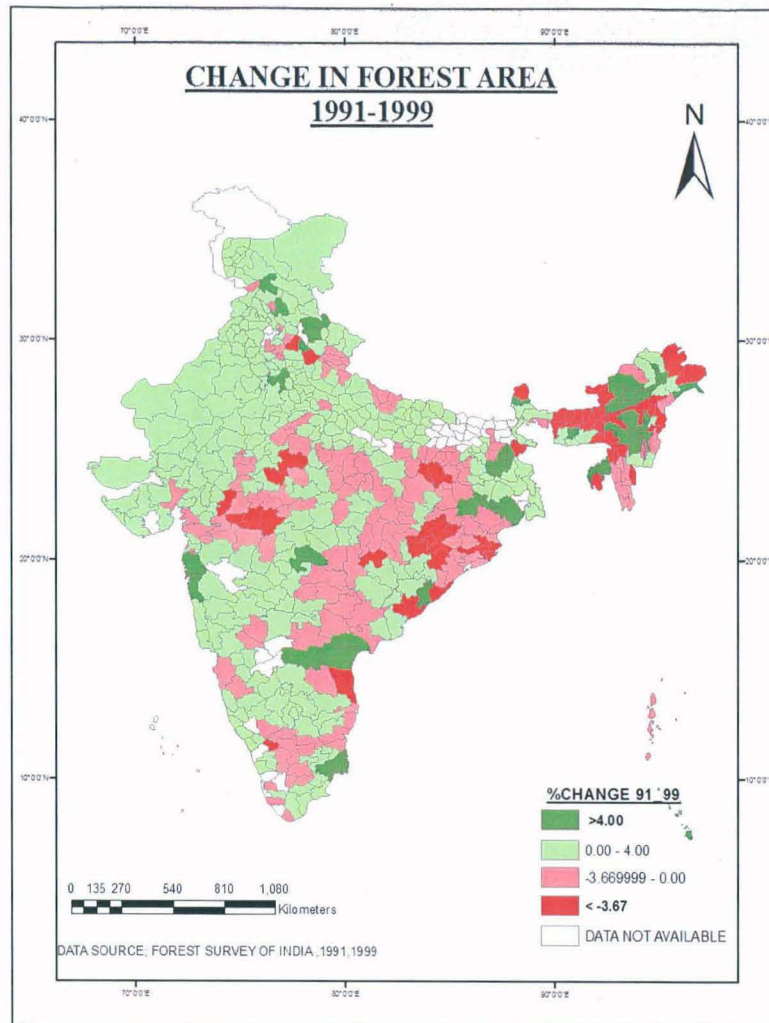 70°0'0"E 80°0'0"E 90°0'0"E
CHANGE IN FOREST AREA
1991-1999
N
40°0'0"N 40°0'0"N
30°0'0"N 30°0'0"N
20°0'0"N 20°0'0"N
10°0'0"N 10°0'0"N
%CHANGE 91_'99
>4.00
0.00 - 4.00
-3.669999 - 0.00
< -3.67
DATA NOT AVAILABLE
0 135 270 540 810 1,080
Kilometers
DATA SOURCE; FOREST SURVEY OF INDIA ,1991,1999
70°0'0"E 80°0'0"E 90°0'0"E